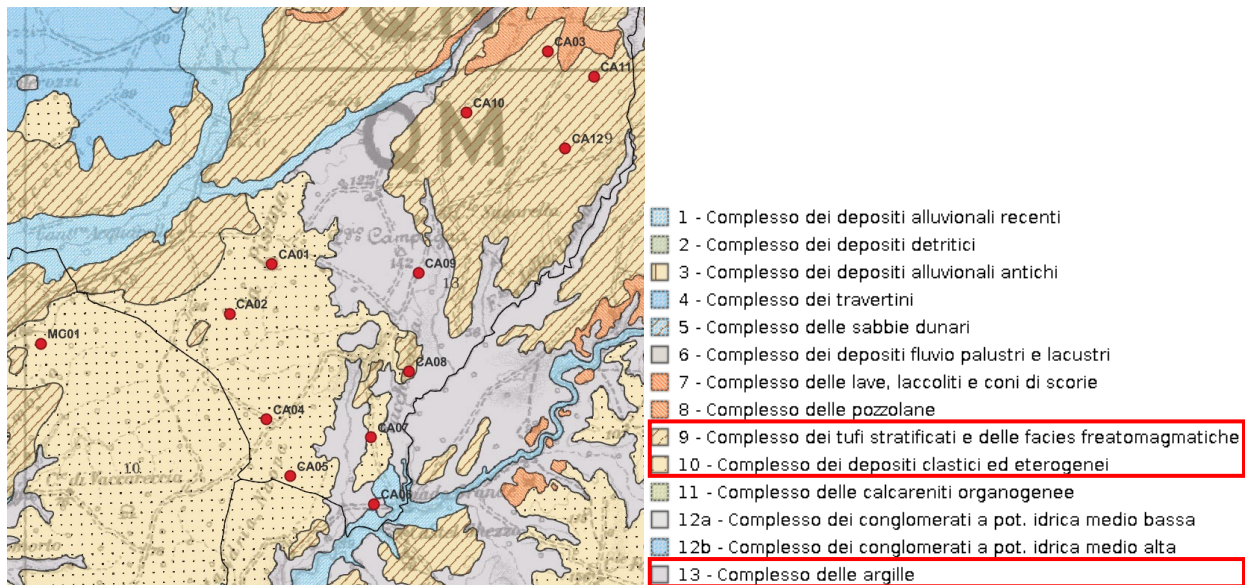 QM
CA03
CA11
CA10
QM
CA12
9
CA01
CA09
13
CA02
MC01
CA08
CA04
CA07
10
CA05
CA06
1 - Complesso dei depositi alluvionali recenti
2 - Complesso dei depositi detritici
3 - Complesso dei depositi alluvionali antichi
4 - Complesso dei travertini
5 - Complesso delle sabbie dunari
6 - Complesso dei depositi fluvio palustri e lacustri
7 - Complesso delle lave, laccoliti e coni di scorie
8 - Complesso delle pozzolane
9 - Complesso dei tufi stratificati e delle facies freatomagmatiche
10 - Complesso dei depositi clastici ed eterogenei
11 - Complesso delle calcareniti organogenee
12a - Complesso dei conglomerati a pot. idrica medio bassa
12b - Complesso dei conglomerati a pot. idrica medio alta
13 - Complesso delle argille